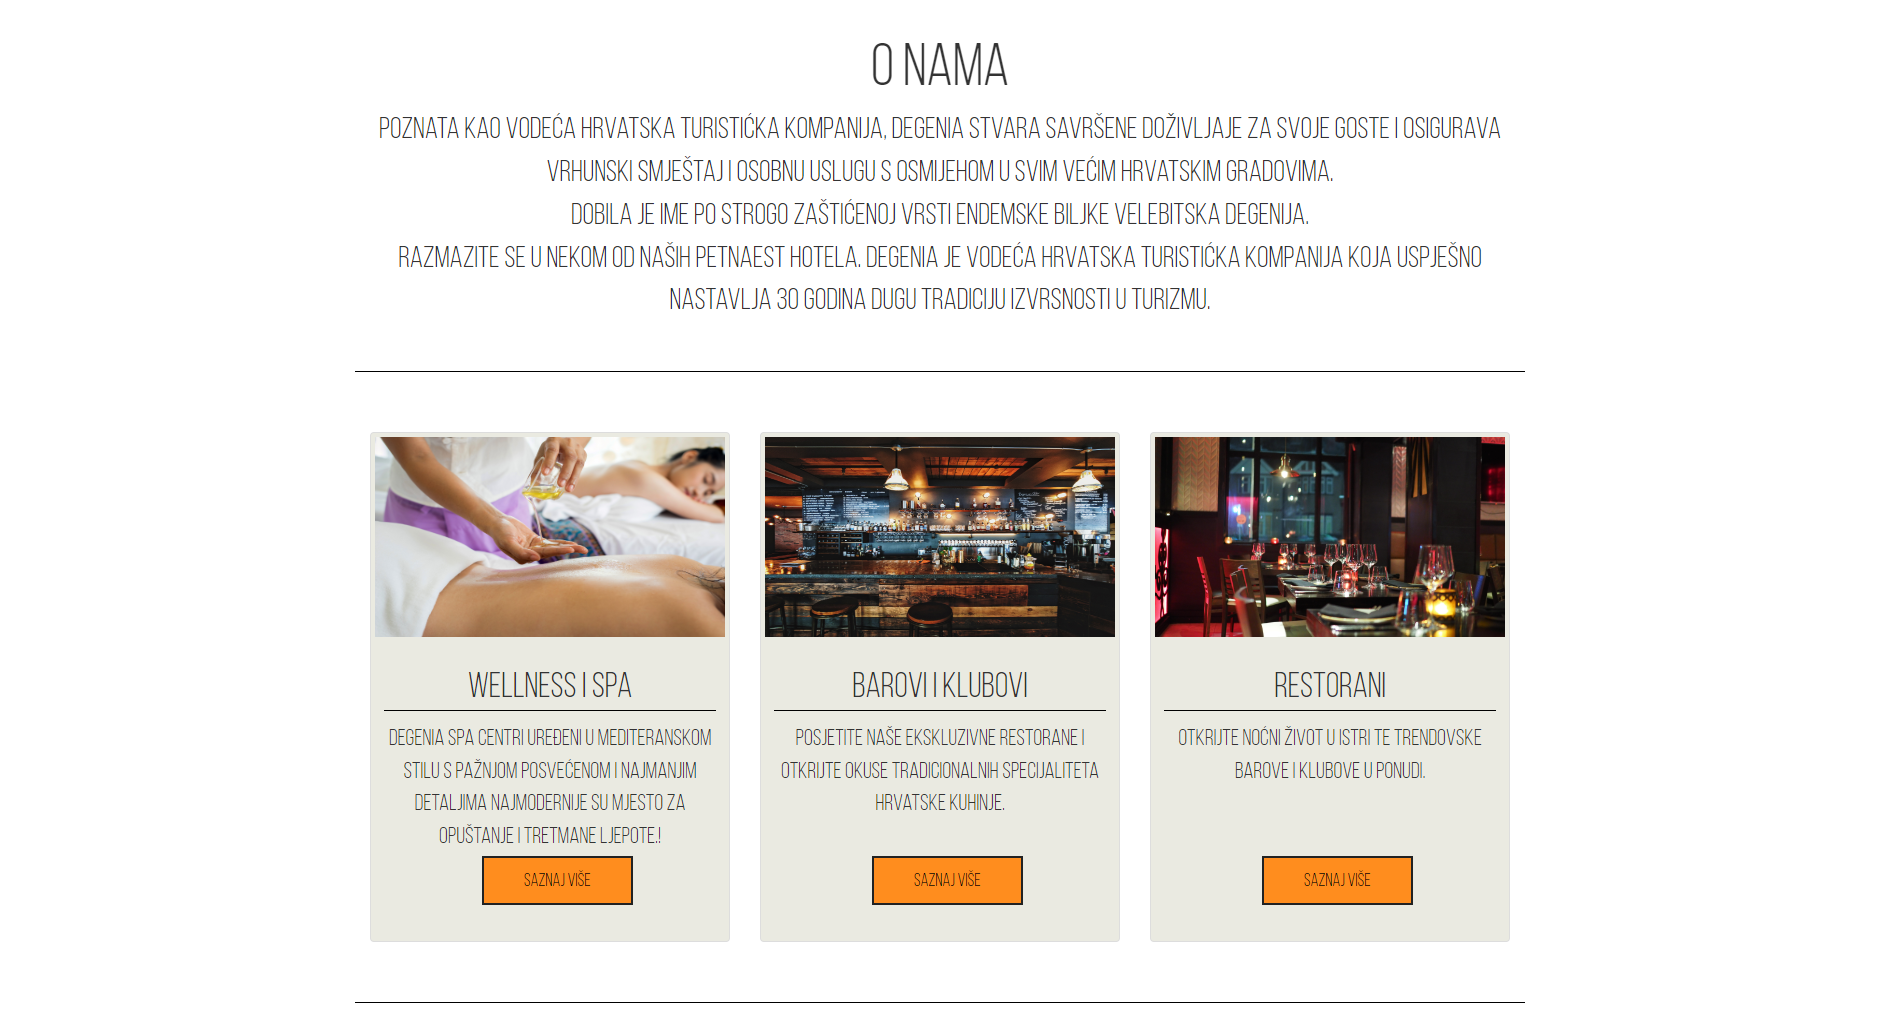 O NAMA
POZNATA KAO VODEĆA HRVATSKA TURISTIĆKA KOMPANIJA, DEGENIA STVARA SAVRŠENE DOŽIVLJAJE ZA SVOJE GOSTE I OSIGURAVA
VRHUNSKI SMJEŠTAJ I OSOBNU USLUGU S OSMIJEHOM U SVIM VEĆIM HRVATSKIM GRADOVIMA.
DOBILA JE IME PO STROGO ZAŠTIĆENOJ VRSTI ENDEMSKE BILJKE VELEBITSKA DEGENIJA.
RAZMAZITE SE U NEKOM OD NAŠIH PETNAEST HOTELA. DEGENIA JE VODEĆA HRVATSKA TURISTIĆKA KOMPANIJA KOJA USPJEŠNO
NASTAVLJA 30 GODINA DUGU TRADICIJU IZVRSNOSTI U TURIZMU.
WELLNESS I SPA
DEGENIA SPA CENTRI UREĐENI U MEDITERANSKOM
STILU S PAŽNJOM POSVEĆENOM I NAJMANJIM
DETALJIMA NAJMODERNIJE SU MJESTO ZA
OPUŠTANJE I TRETMANE LJEPOTE.!
SAZNAJ VIŠE
BAROVI I KLUBOVI
POSJETITE NAŠE EKSKLUZIVNE RESTORANE I
OTKRIJTE OKUSE TRADICIONALNIH SPECIJALITETA
HRVATSKE KUHINJE.
SAZNAJ VIŠE
RESTORANI
OTKRIJTE NOĆNI ŽIVOT U ISTRI TE TRENDOVSKE
BAROVE I KLUBOVE U PONUDI.
SAZNAJ VIŠE